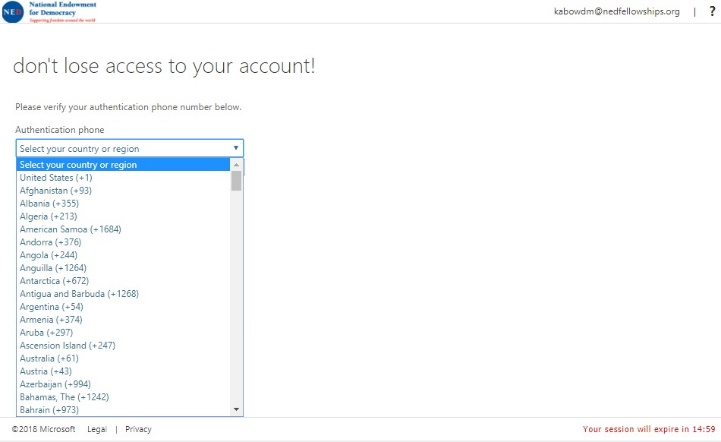 NED National Endowment
for Democracy
Supporting freedom around the world
kabowdm@nedfellowships.org | ?
don't lose access to your account!
Please verify your authentication phone number below.
Authentication phone
Select your country or region
Select your country or region
United States (+1)
Afghanistan (+93)
Albania (+355)
Algeria (+213)
American Samoa (+1684)
Andorra (+376)
Angola (+244)
Anguilla (+1264)
Antarctica (+672)
Antigua and Barbuda (+1268)
Argentina (+54)
Armenia (+374)
Aruba (+297)
Ascension Island (+247)
Australia (+61)
Austria (+43)
Azerbaijan (+994)
Bahamas, The (+1242)
Bahrain (+973)
©2018 Microsoft Legal | Privacy
Your session will expire in 14:59